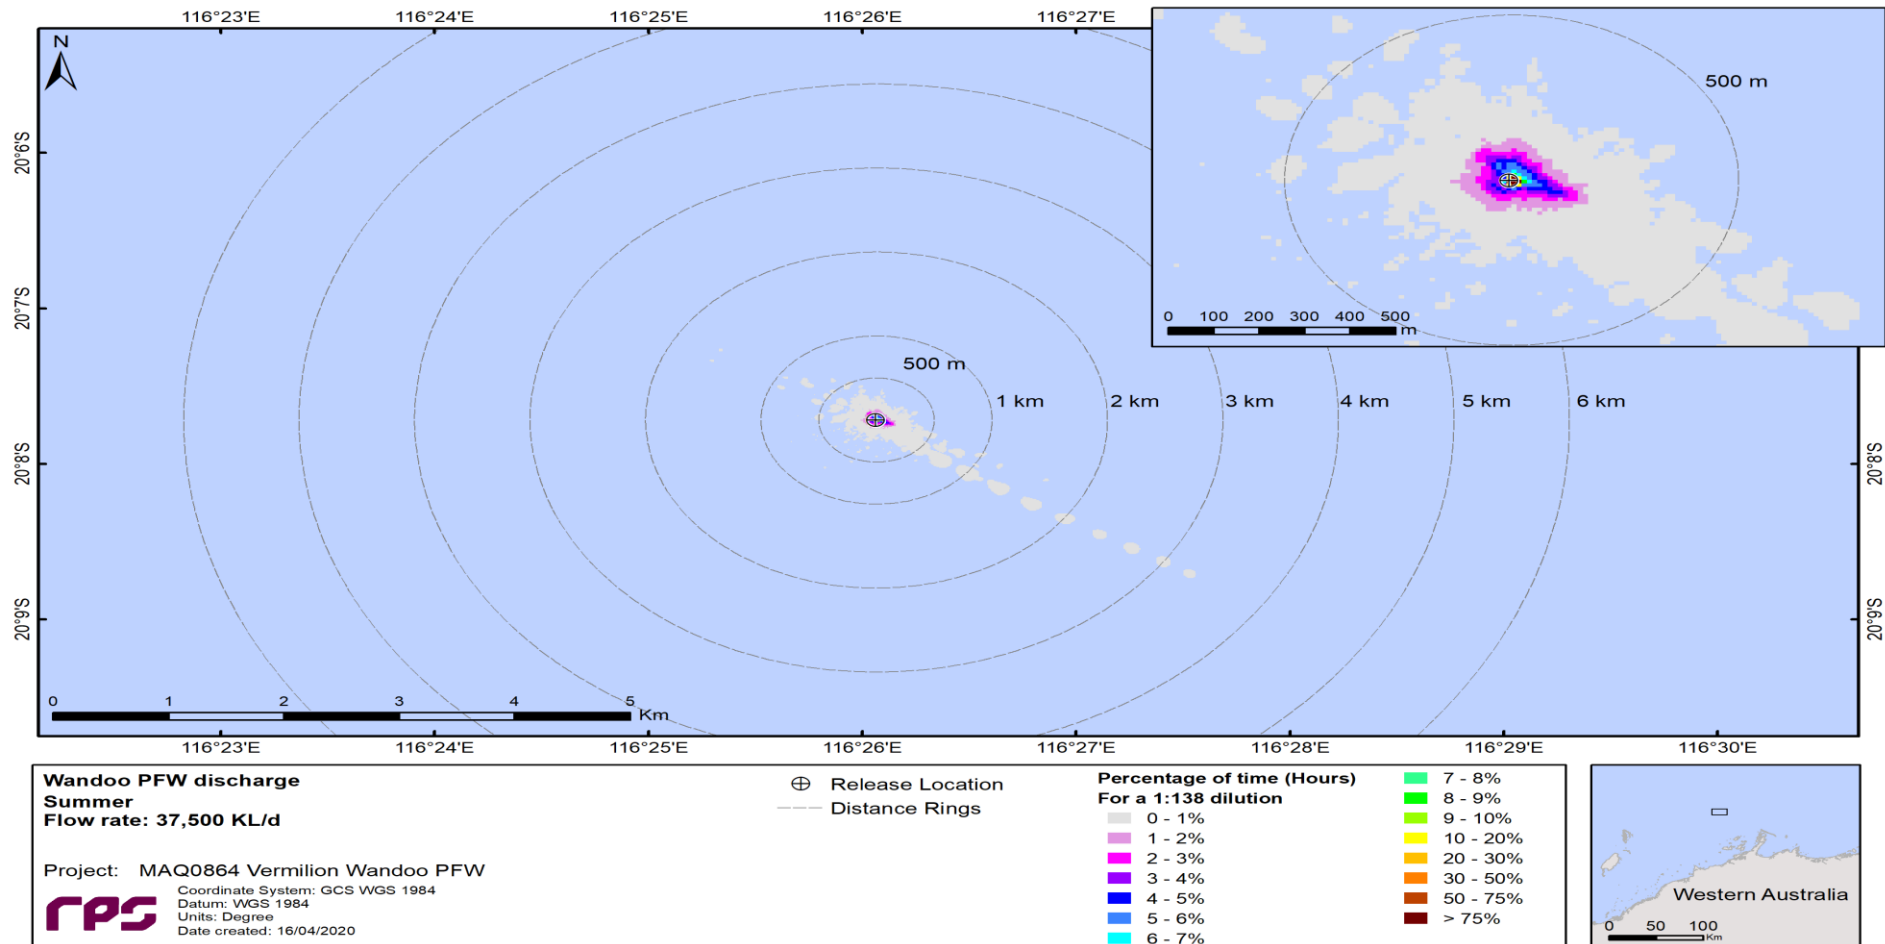 116°23'E 116°24'E 116°25'E 116°26'E 116°27'E
N
500 m
0 100 200 300 400 500
m
20°6'S
20°7'S
20°8'S
20°9'S
20°8'S
20°9'S
500 m
1 km 2 km 3 km 4 km 5 km 6 km
0 1 2 3 4 5
Km
116°23'E 116°24'E 116°25'E 116°26'E 116°27'E 116°28'E 116°29'E 116°30'E
Wandoo PFW discharge
Summer
Flow rate: 37,500 KL/d
Project: MAQ0864 Vermilion Wandoo PFW
rps
Coordinate System: GCS WGS 1984
Datum: WGS 1984
Units: Degree
Date created: 16/04/2020
Release Location
Distance Rings
Percentage of time (Hours)
For a 1:138 dilution
0 - 1%
1 - 2%
2 - 3%
3 - 4%
4 - 5%
5 - 6%
6 - 7%
7 - 8%
8 - 9%
9 - 10%
10 - 20%
20 - 30%
30 - 50%
50 - 75%
> 75%
Western Australia
0 50 100
Km